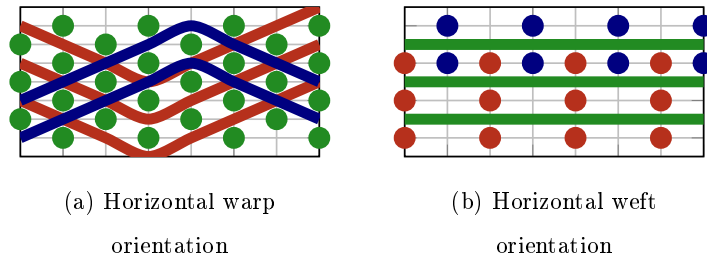 (a) Horizontal warp
orientation
(b) Horizontal weft
orientation